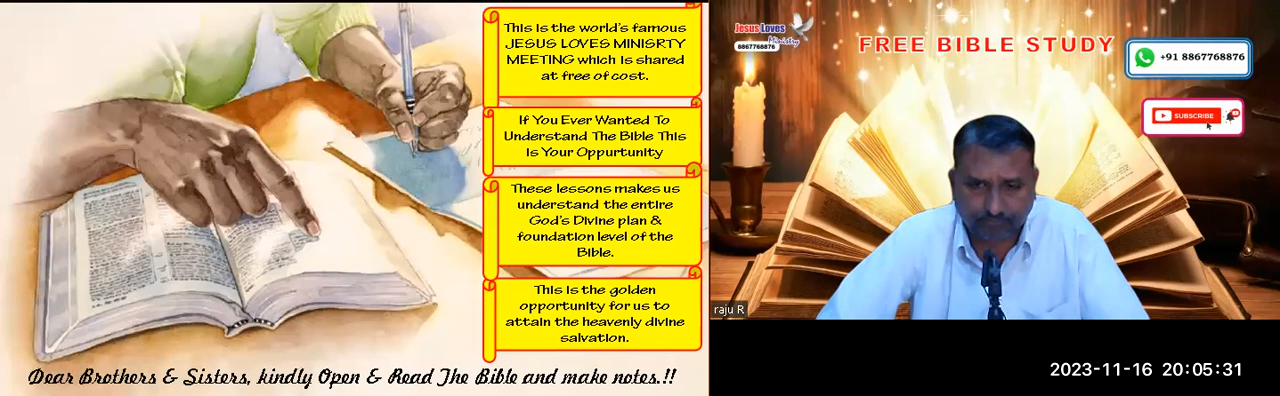 This is the world's famous
JESUS LOVES MINISRTY
MEETING which is shared
at free of cost.
If You Ever Wanted To
Understand The Bible This
is Your Oppurtunity
These lessons makes us
understand the entire
God's Divine plan &
foundation level of the
Bible.
This is the golden
opportunity for us to
attain the heavenly divine
salvation.
Dear Brothers & Sisters, kindly Open & Read The Bible and make notes.!!
Jesus Loves
Ministry
8867768876
FREE BIBLE STUDY
+91 8867768876
SUBSCRIBE
raju R
2023-11-16 20:05:31